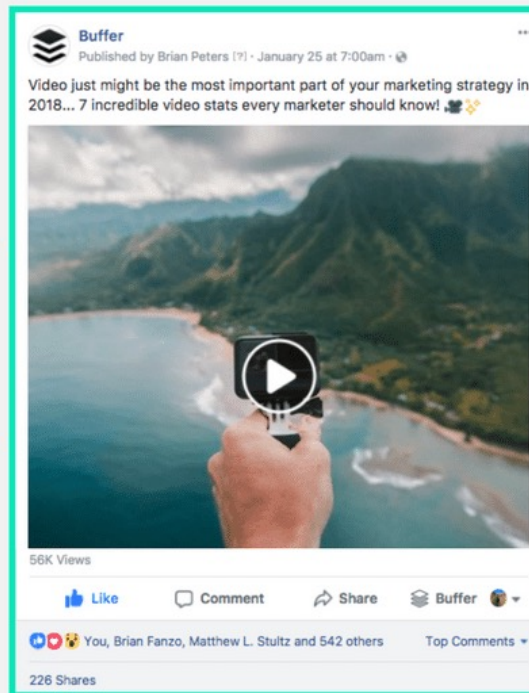 Buffer
Published by Brian Peters [?] · January 25 at 7:00am ·
Video just might be the most important part of your marketing strategy in
2018... 7 incredible video stats every marketer should know! 🎥✨
56K Views
Like Comment Share Buffer
You, Brian Fanzo, Matthew L. Stultz and 542 others Top Comments
226 Shares